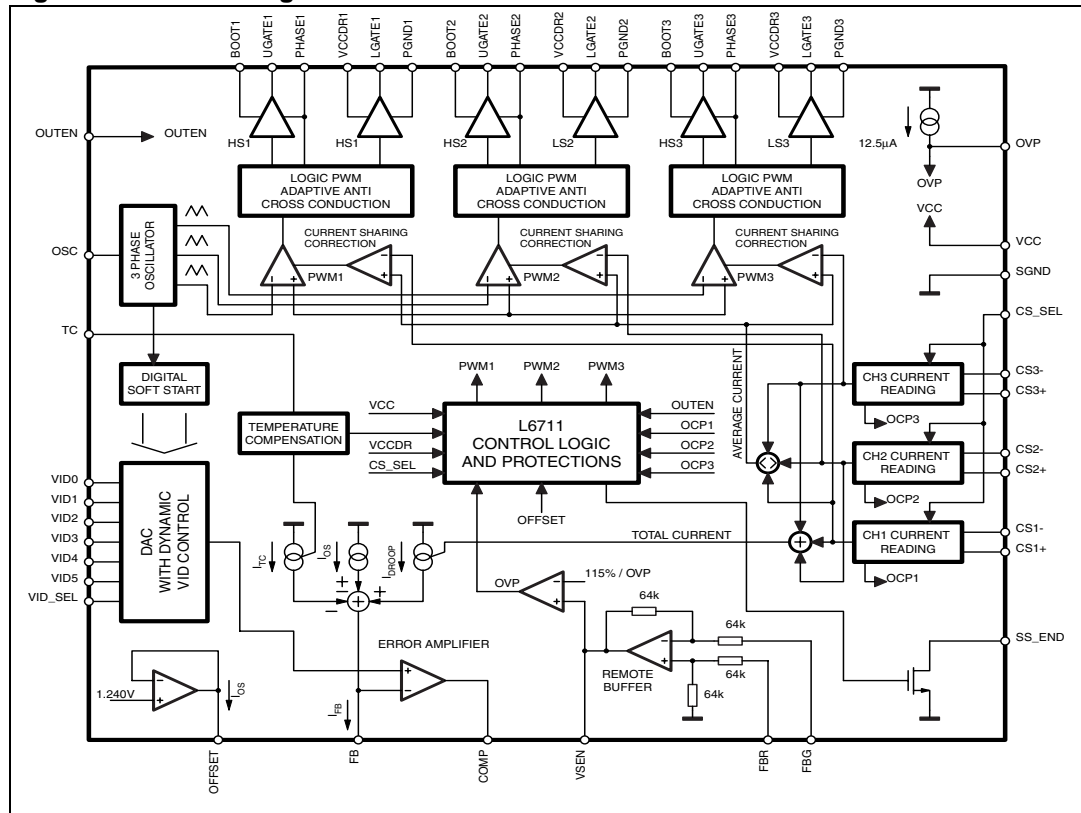 BOOT1 UGATE1 PHASE1 VCCDR1 LGATE1 PGND1 BOOT2 UGATE2 PHASE2 VCCDR2 LGATE2 PGND2 BOOT3 UGATE3 PHASE3 VCCDR3 LGATE3 PGND3
OUTEN
OUTEN
HS1
HS1
HS2
LS2
HS3
LS3
12.5µA
OVP
OVP
LOGIC PWM
ADAPTIVE ANTI
CROSS CONDUCTION
LOGIC PWM
ADAPTIVE ANTI
CROSS CONDUCTION
LOGIC PWM
ADAPTIVE ANTI
CROSS CONDUCTION
VCC
VCC
OSC
3 PHASE
OSCILLATOR
CURRENT SHARING
CORRECTION
PWM1
CURRENT SHARING
CORRECTION
PWM2
CURRENT SHARING
CORRECTION
PWM3
SGND
CS_SEL
TC
DIGITAL
SOFT START
TEMPERATURE
COMPENSATION
PWM1
PWM2
PWM3
VCC
VCCDR
CS_SEL
L6711
CONTROL LOGIC
AND PROTECTIONS
OUTEN
OCP1
OCP2
OCP3
OFFSET
AVERAGE CURRENT
< >
CH3 CURRENT
READING
CS3-
CS3+
OCP3
CH2 CURRENT
READING
CS2-
CS2+
OCP2
CH1 CURRENT
READING
CS1-
CS1+
OCP1
TOTAL CURRENT
VID0
VID1
VID2
VID3
VID4
VID5
VID_SEL
DAC
WITH DYNAMIC
VID CONTROL
ITC
IOS
IDROOP
OVP
115% / OVP
64k
64k
64k
64k
REMOTE
BUFFER
SS_END
ERROR AMPLIFIER
1.240V
IOS
IFB
OFFSET
FB
COMP
VSEN
FBR
FBG